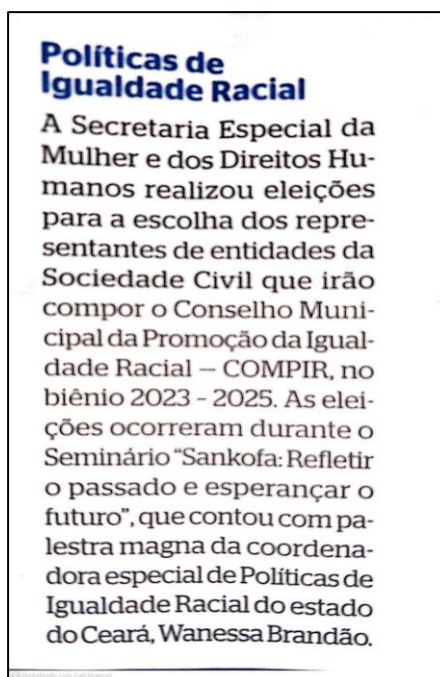 Políticas de
Igualdade Racial
A Secretaria Especial da
Mulher e dos Direitos Hu-
manos realizou eleições
para a escolha dos repre-
sentantes de entidades da
Sociedade Civil que irão
compor o Conselho Muni-
cipal da Promoção da Igual-
dade Racial – COMPIR, no
biênio 2023 - 2025. As elei-
ções ocorreram durante o
Seminário "Sankofa: Refletir
o passado e esperançar o
futuro", que contou com pa-
lestra magna da coordena-
dora especial de Políticas de
Igualdade Racial do estado
do Ceará, Wanessa Brandão.